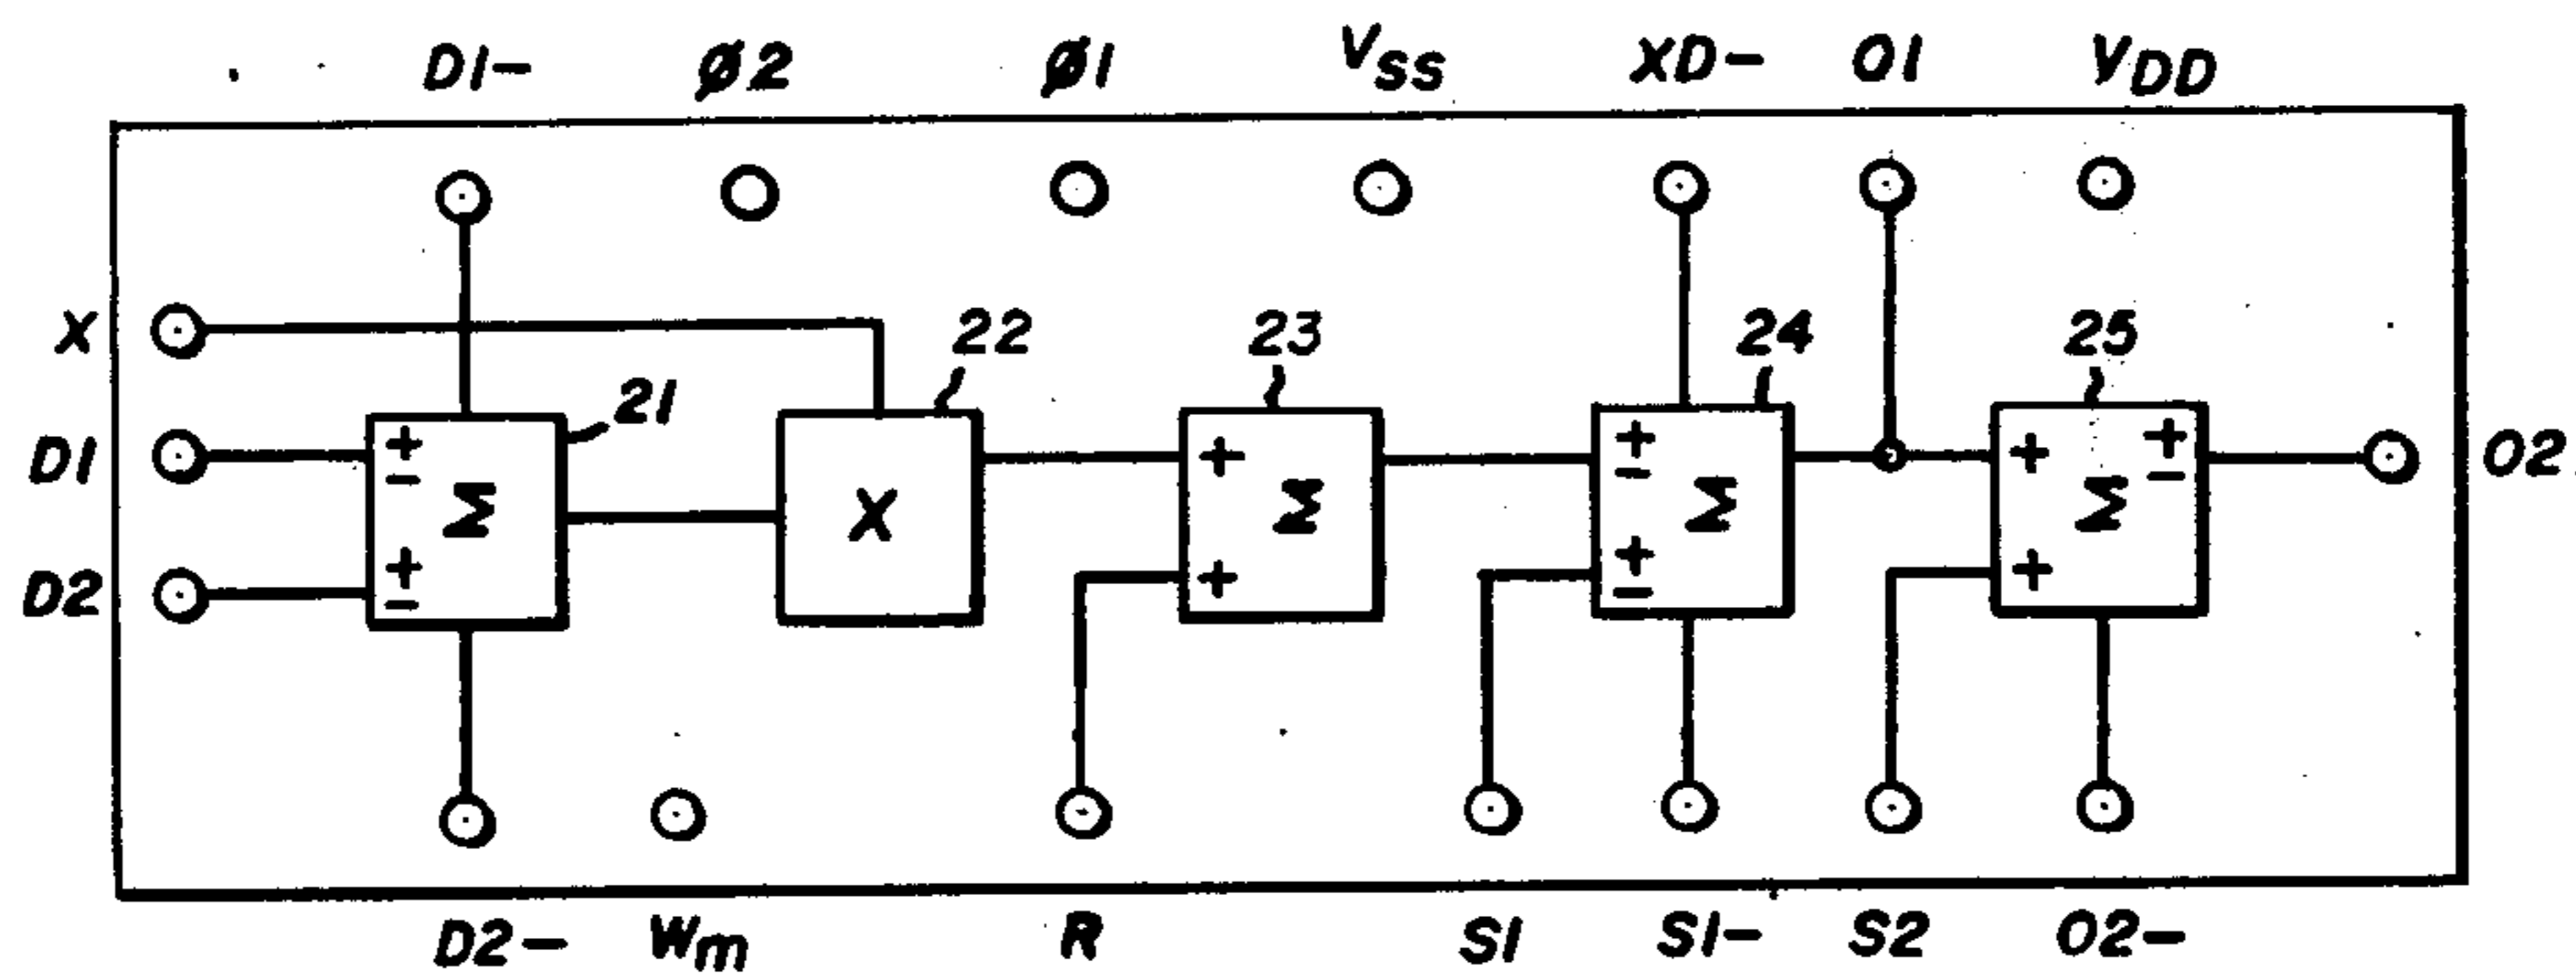 D1- Ø2 Ø1 VSS XD- O1 VDD
X
22 23 24 25
21
D1 + - + + - + + -
Σ X Σ Σ Σ O2
D2 + - + + - +
D2- Wm R S1 S1- S2 O2-